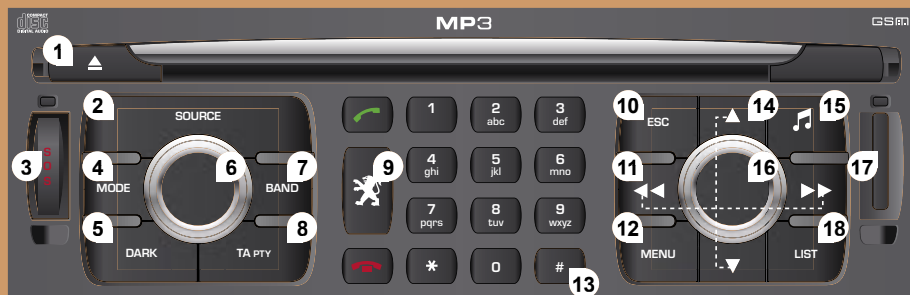 COMPACT
disc
DIGITAL AUDIO
MP3
GSM
1
2
SOURCE
3
SOS
4
MODE
5
DARK
6
7
BAND
8
TA PTY
9
1
2
abc
3
def
4
ghi
5
jkl
6
mno
7
pqrs
8
tuv
9
wxyz
*
0
#
13
10
ESC
11
12
MENU
14
15
16
17
18
LIST